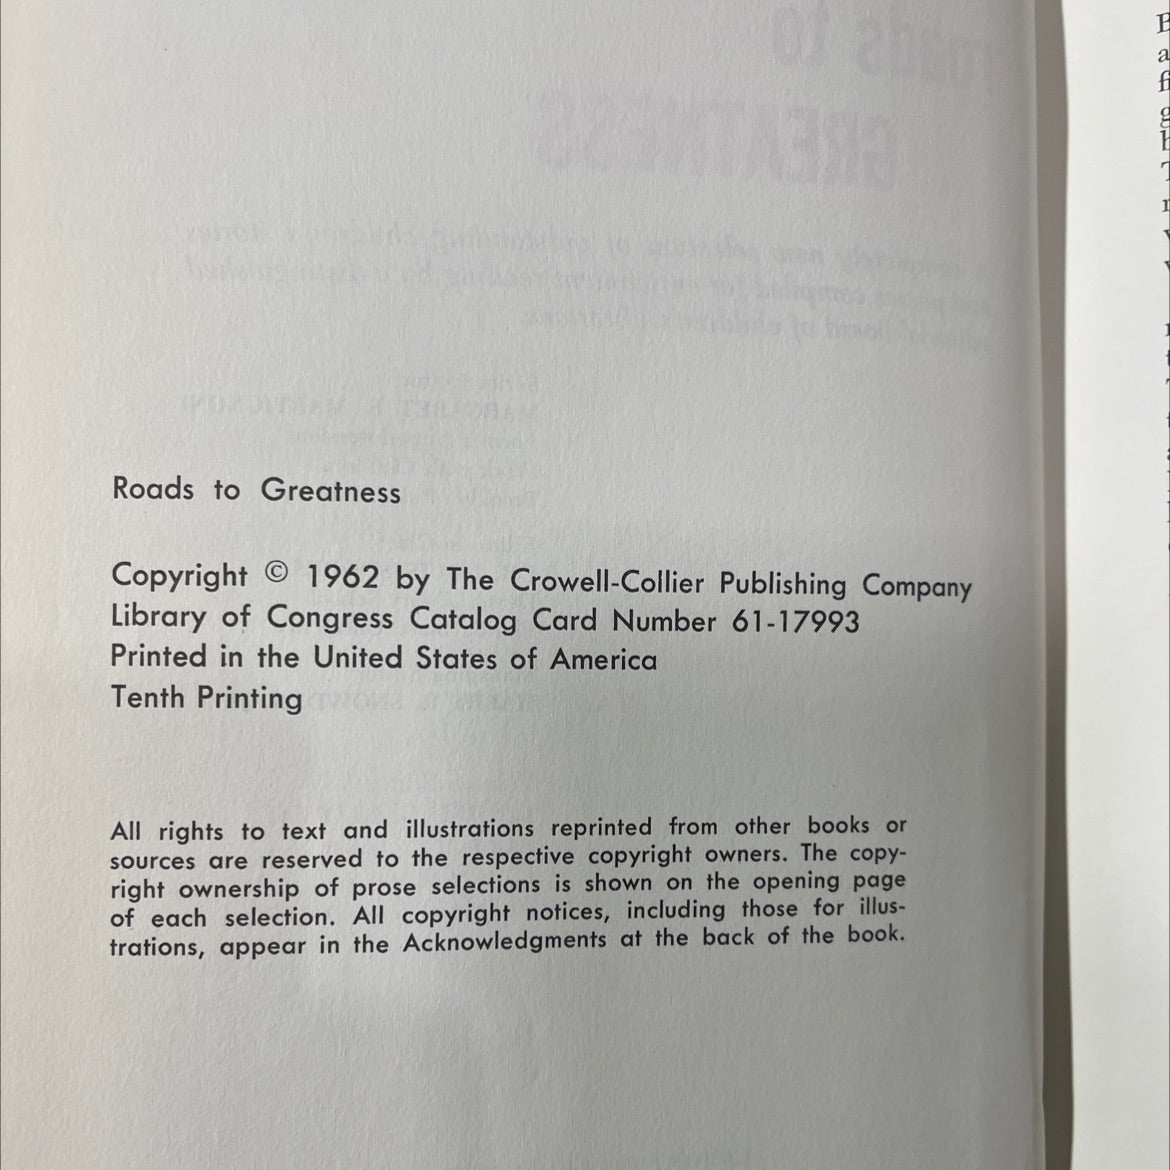 Roads to Greatness
Copyright © 1962 by The Crowell-Collier Publishing Company
Library of Congress Catalog Card Number 61-17993
Printed in the United States of America
Tenth Printing
All rights to text and illustrations reprinted from other books or
sources are reserved to the respective copyright owners. The copy-
right ownership of prose selections is shown on the opening page
of each selection. All copyright notices, including those for illus-
trations, appear in the Acknowledgments at the back of the book.